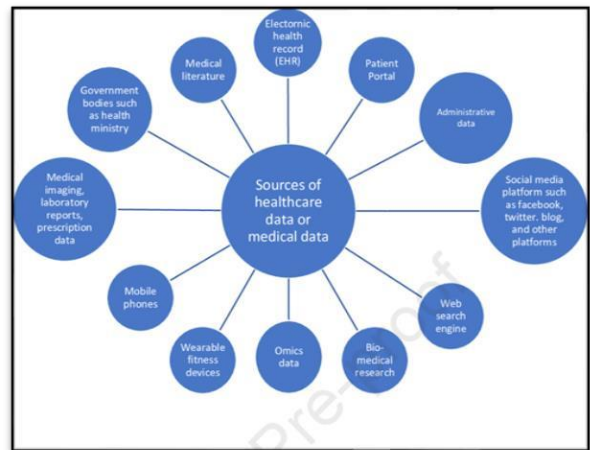 Electornic
health
record
(EHR)
Patient
Portal
Administrative
data
Social media
platform such
as facebook,
twitter. blog,
and other
platforms
Web
search
engine
Bio-
medical
research
Omics
data
Wearable
fitness
devices
Mobile
phones
Medical
imaging,
laboratory
reports,
prescription
data
Government
bodies such
as health
ministry
Medical
literature
Sources of
healthcare
data or
medical data
Pre-proof